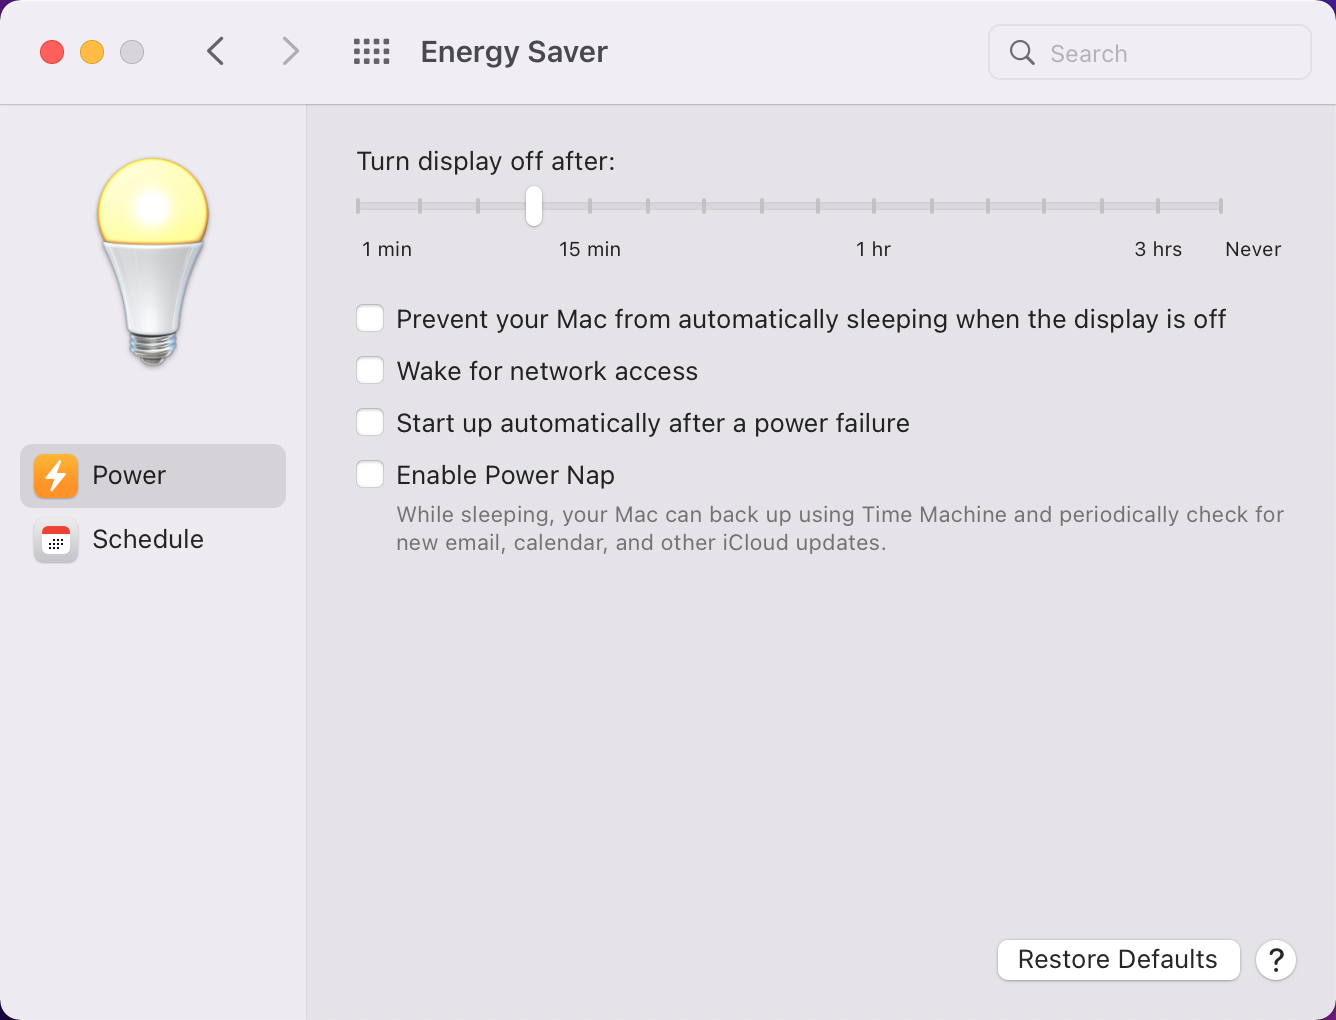 Energy Saver
Search
Turn display off after:
1 min 15 min 1 hr 3 hrs Never
Prevent your Mac from automatically sleeping when the display is off
Wake for network access
Start up automatically after a power failure
Enable Power Nap
While sleeping, your Mac can back up using Time Machine and periodically check for
new email, calendar, and other iCloud updates.
Power
Schedule
Restore Defaults
?